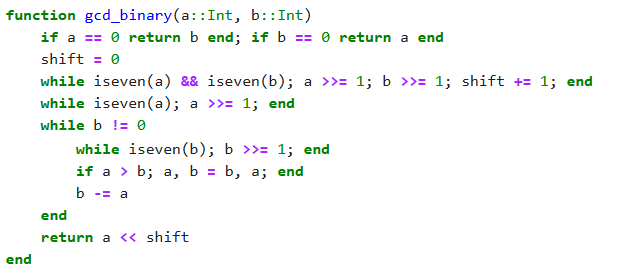 function gcd_binary(a::Int, b::Int)
    if a == 0 return b end; if b == 0 return a end
    shift = 0
    while iseven(a) && iseven(b); a >>= 1; b >>= 1; shift += 1; end
    while iseven(a); a >>= 1; end
    while b != 0
        while iseven(b); b >>= 1; end
        if a > b; a, b = b, a; end
        b -= a
    end
    return a << shift
end